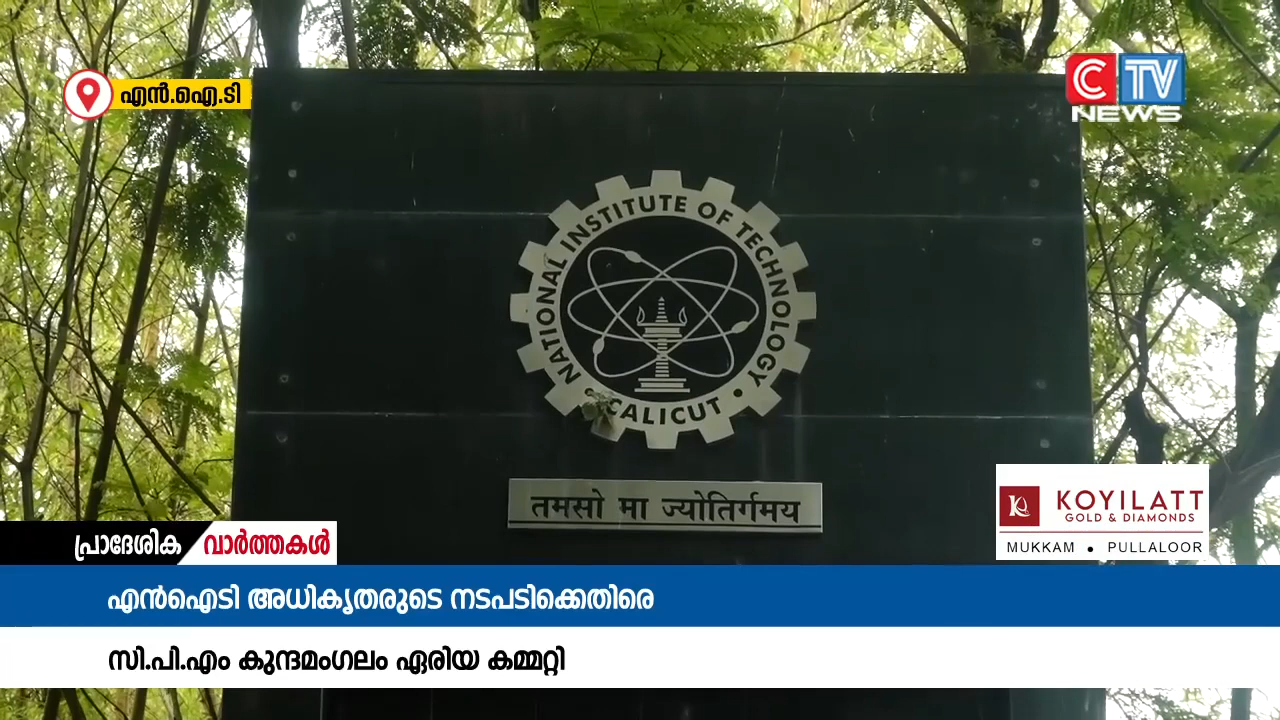 എൻ.ഐ.ടി
C TV
NEWS
NATIONAL INSTITUTE OF TECHNOLOGY
• CALICUT •
तमसो मा ज्योतिर्गमय
KOYILATT
GOLD & DIAMONDS
MUKKAM • PULLALOOR
പ്രാദേശിക വാർത്തകൾ
എൻഐടി അധികൃതരുടെ നടപടിക്കെതിരെ
സി.പി.എം കുന്ദമംഗലം ഏരിയ കമ്മറ്റി